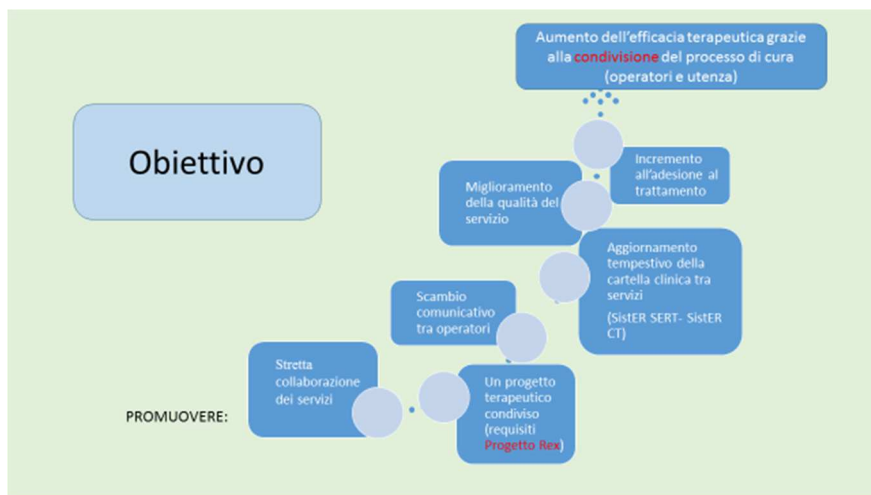 Aumento dell'efficacia terapeutica grazie
alla condivisione del processo di cura
(operatori e utenza)
Obiettivo
Incremento
all'adesione al
trattamento
Miglioramento
della qualità del
servizio
Aggiornamento
tempestivo della
cartella clinica tra
servizi
(SistER SERT- SistER
CT)
Scambio
comunicativo
tra operatori
Stretta
collaborazione
dei servizi
Un progetto
terapeutico
condiviso
(requisiti
Progetto Rex)
PROMUOVERE: